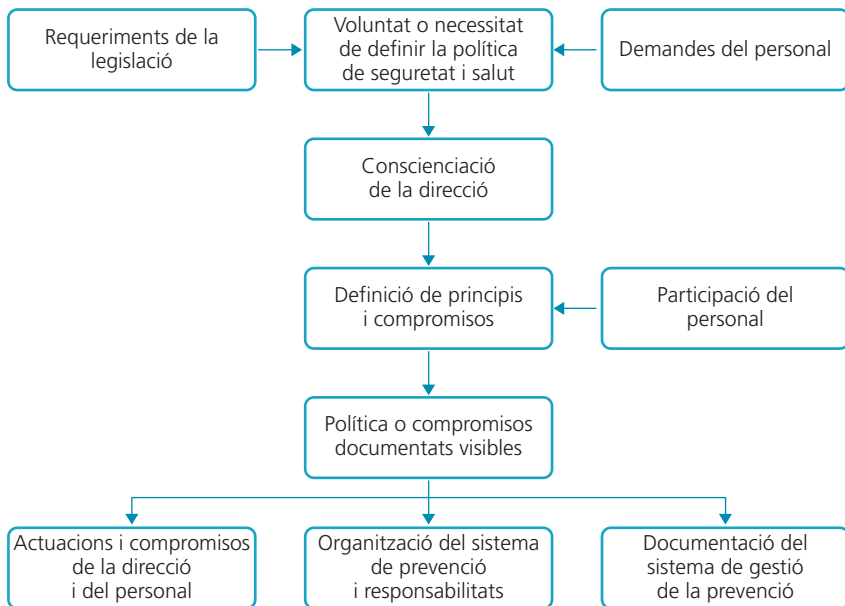 Requeriments de la
legislació
Voluntat o necessitat
de definir la política
de seguretat i salut
Demandes del personal
Conscienciació
de la direcció
Definició de principis
i compromisos
Participació del
personal
Política o compromisos
documentats visibles
Actuacions i compromisos
de la direcció
i del personal
Organització del sistema
de prevenció
i responsabilitats
Documentació del
sistema de gestió
de la prevenció